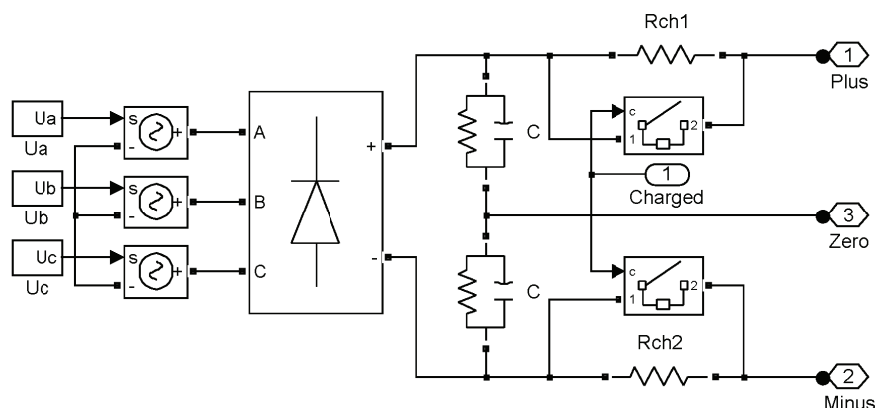 Rch1
1
Plus
Ua
s
+
-
Ua
A
+
C
c
1
2
1
Charged
Ub
s
+
-
Ub
B
3
Zero
Uc
s
+
-
Uc
C
-
C
c
1
2
Rch2
2
Minus